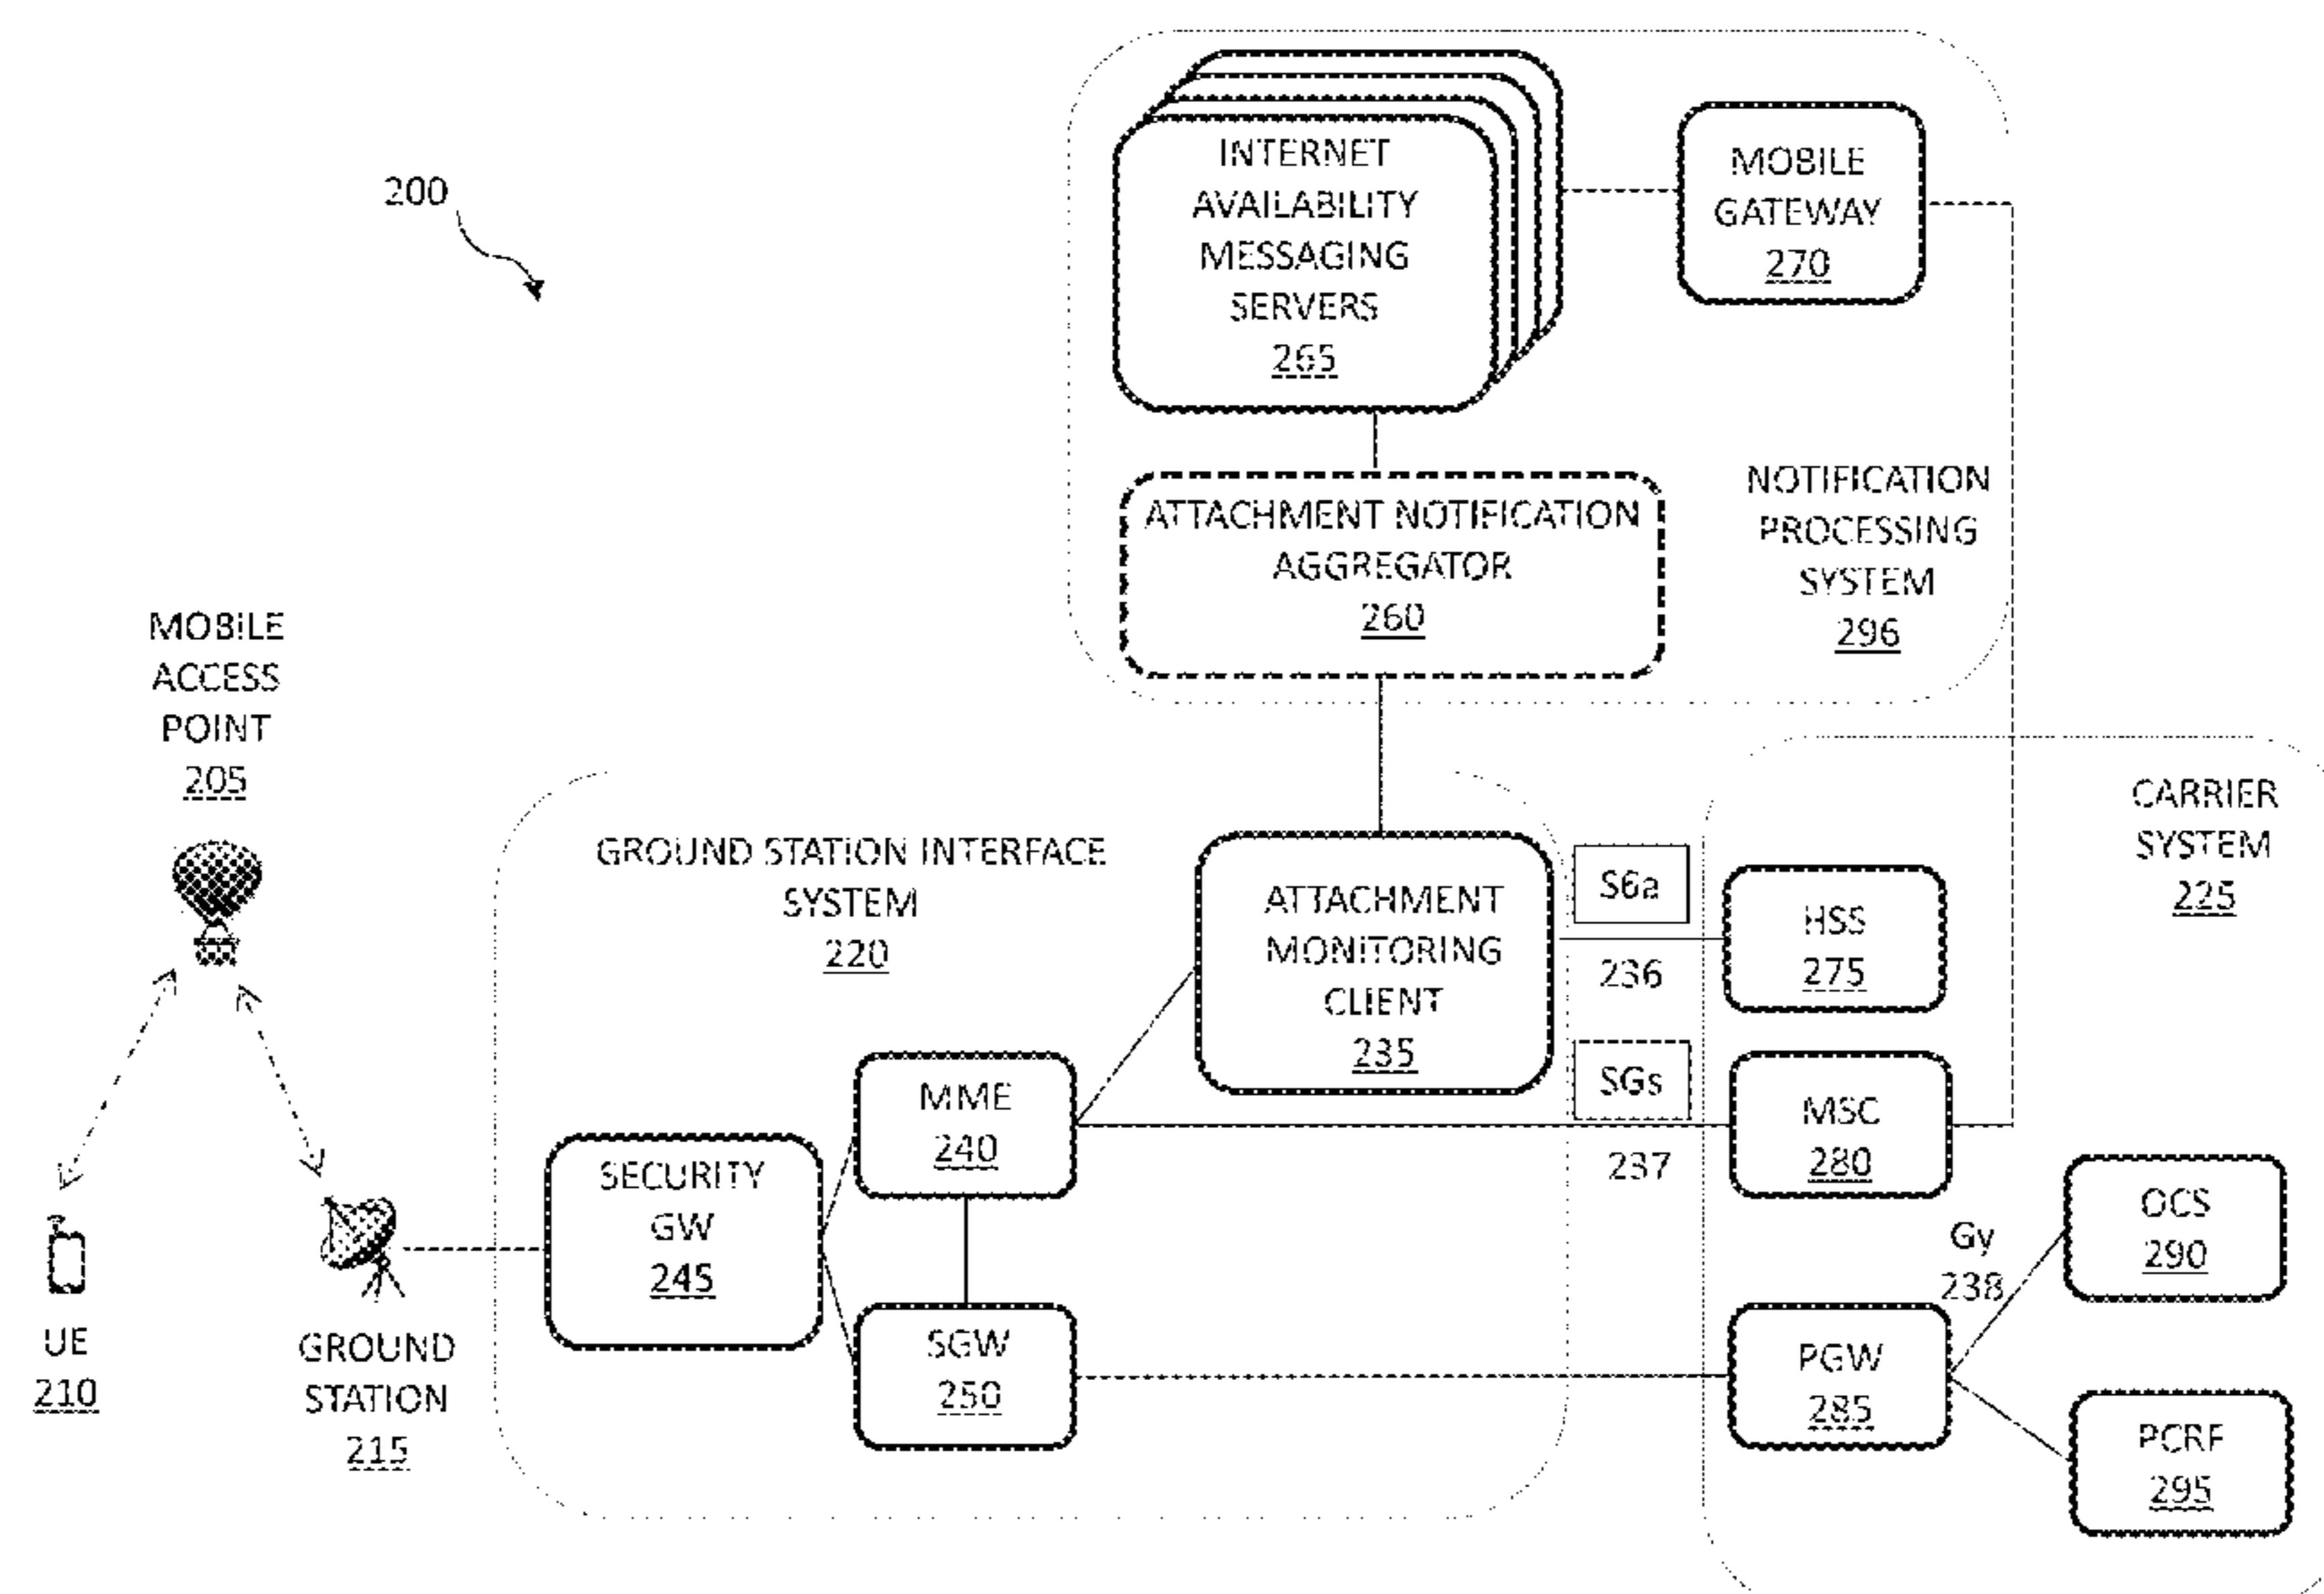 200
INTERNET
AVAILABILITY
MESSAGING
SERVERS
265
MOBILE
GATEWAY
270
ATTACHMENT NOTIFICATION
AGGREGATOR
260
NOTIFICATION
PROCESSING
SYSTEM
296
MOBILE
ACCESS
POINT
205
GROUND STATION INTERFACE
SYSTEM
220
ATTACHMENT
MONITORING
CLIENT
235
S6a
236
SGs
237
CARRIER
SYSTEM
225
HSS
275
MME
240
MSC
280
SECURITY
GW
245
SGW
250
Gy
238
OCS
290
PGW
285
PCRF
295
UE
210
GROUND
STATION
215